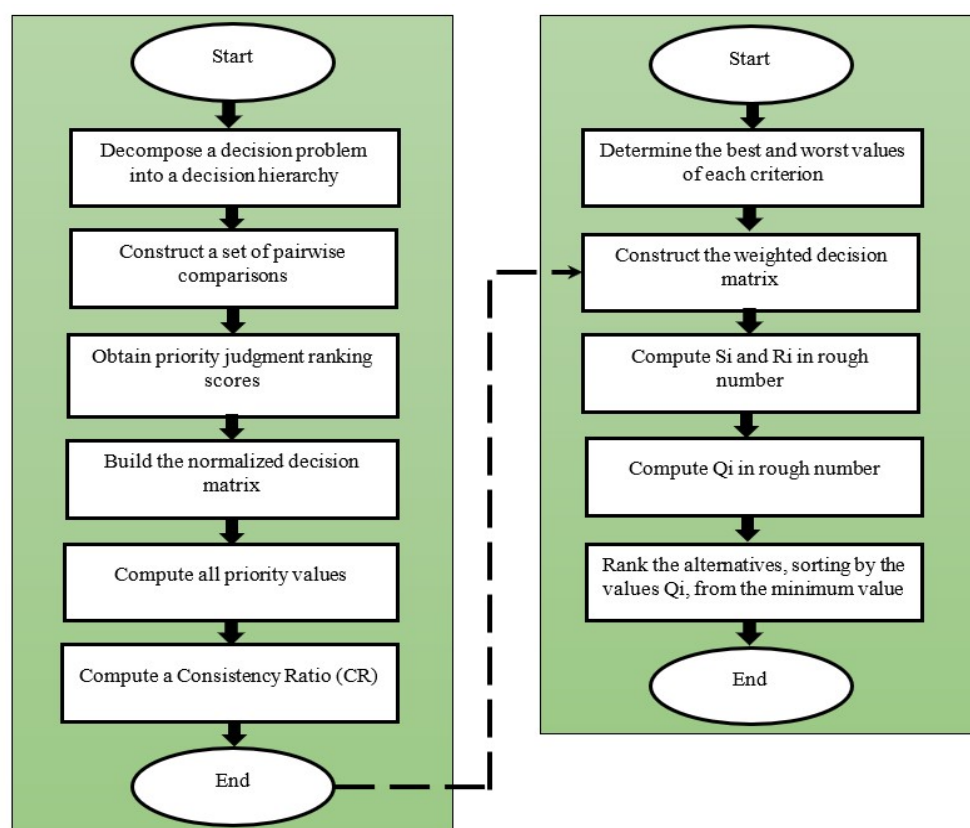 Start
Decompose a decision problem
into a decision hierarchy
Construct a set of pairwise
comparisons
Obtain priority judgment ranking
scores
Build the normalized decision
matrix
Compute all priority values
Compute a Consistency Ratio (CR)
End
Start
Determine the best and worst values
of each criterion
Construct the weighted decision
matrix
Compute Si and Ri in rough
number
Compute Qi in rough number
Rank the alternatives, sorting by the
values Qi, from the minimum value
End